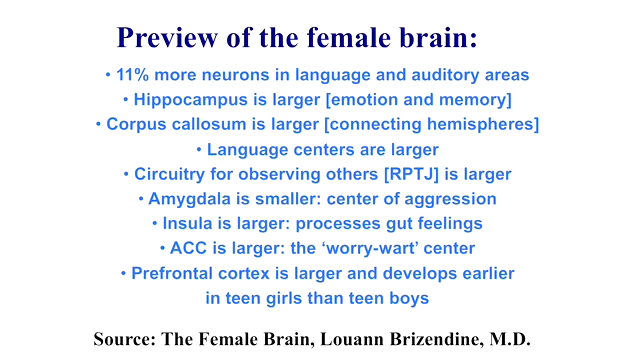 Preview of the female brain:
• 11% more neurons in language and auditory areas
• Hippocampus is larger [emotion and memory]
• Corpus callosum is larger [connecting hemispheres]
• Language centers are larger
• Circuitry for observing others [RPTJ] is larger
• Amygdala is smaller: center of aggression
• Insula is larger: processes gut feelings
• ACC is larger: the ‘worry-wart’ center
• Prefrontal cortex is larger and develops earlier
in teen girls than teen boys
Source: The Female Brain, Louann Brizendine, M.D.